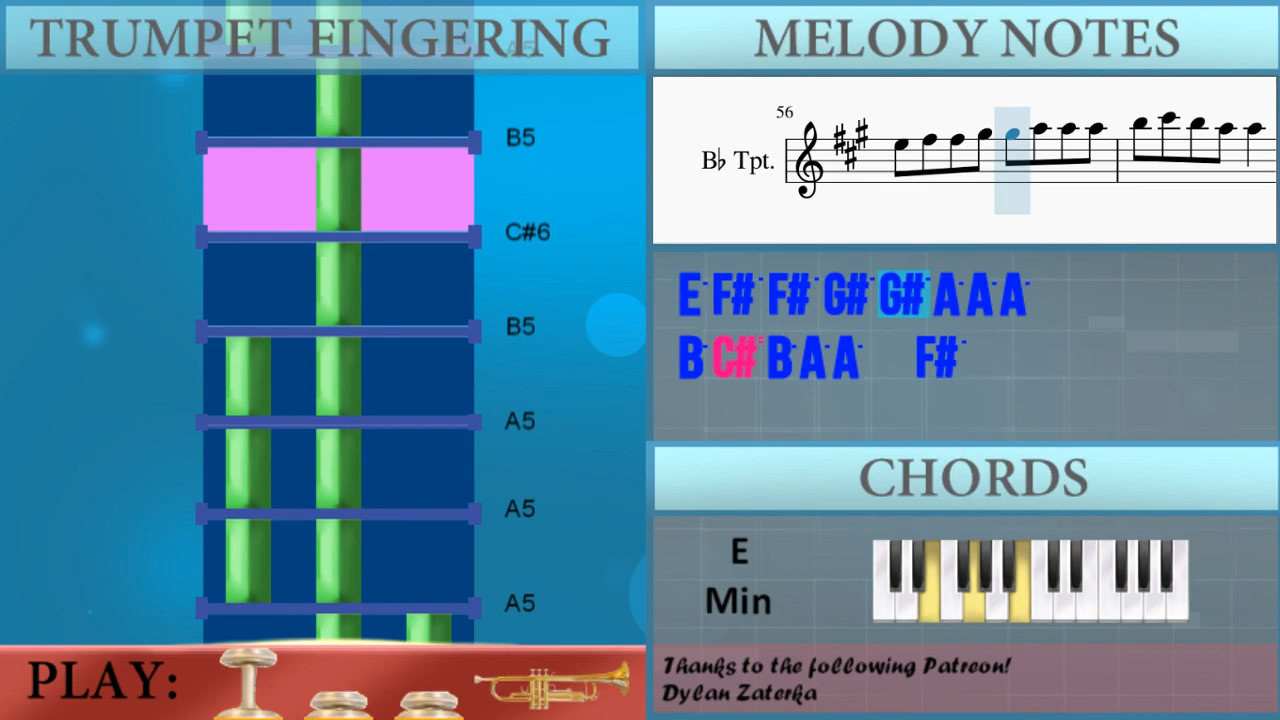 TRUMPET FINGERING
A5
B5
C#6
B5
A5
A5
A5
PLAY:
MELODY NOTES
56
B♭ Tpt.
E- F#- F#- G#- G#- A- A- A-
B- C#= B- A- A- F#-
CHORDS
E
Min
Thanks to the following Patreon!
Dylan Zaterka